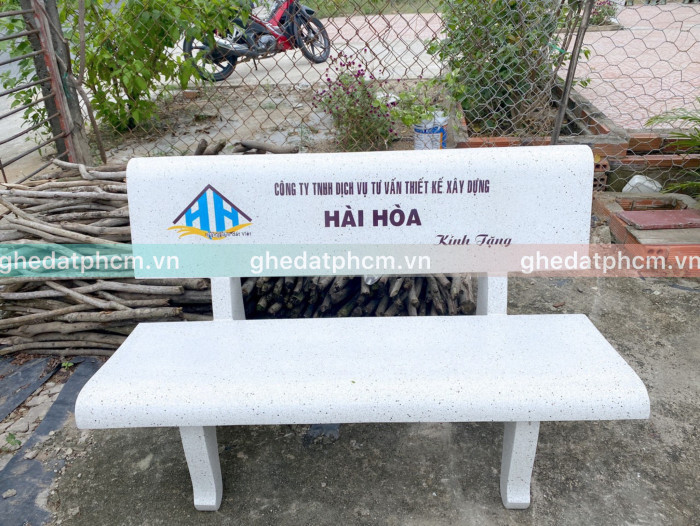 CÔNG TY TNHH DỊCH VỤ TƯ VẤN THIẾT KẾ XÂY DỰNG
HH
HÀI HÒA
Kính Tặng
ghedatphcm.vn ghedatphcm.vn ghedatphcm.vn